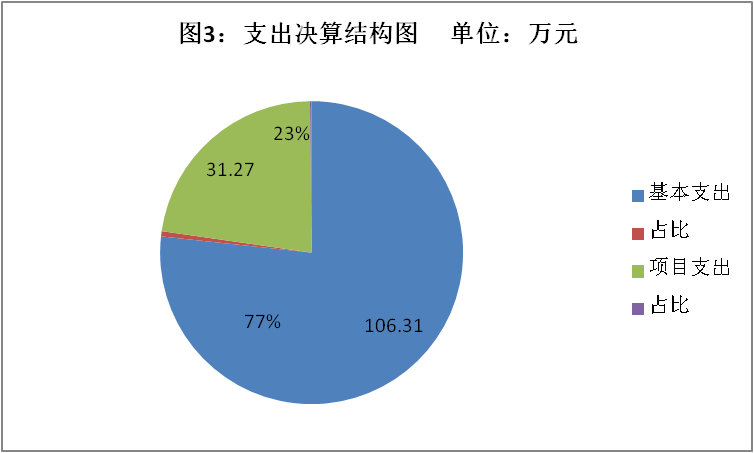 图3：支出决算结构图 单位：万元
23%
31.27
77%
106.31
基本支出
占比
项目支出
占比